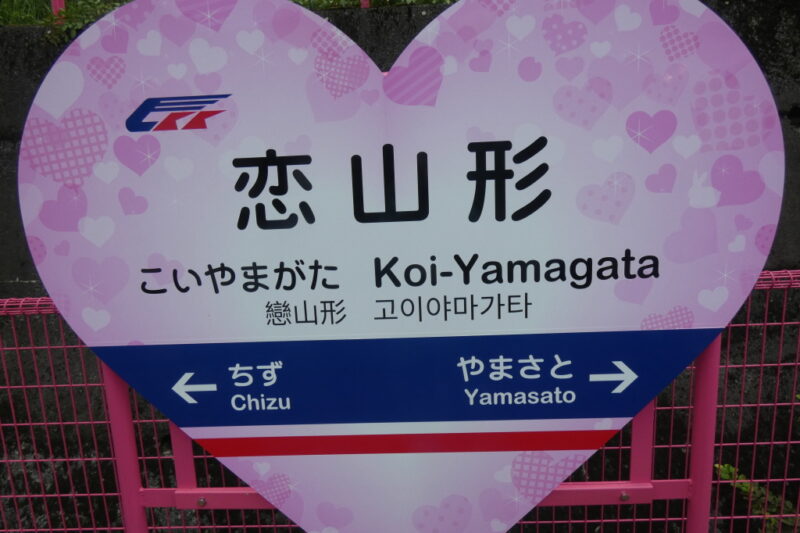 恋山形
こいやまがた Koi-Yamagata
戀山形 고이야마가타
← ちず やまさと →
Chizu Yamasato